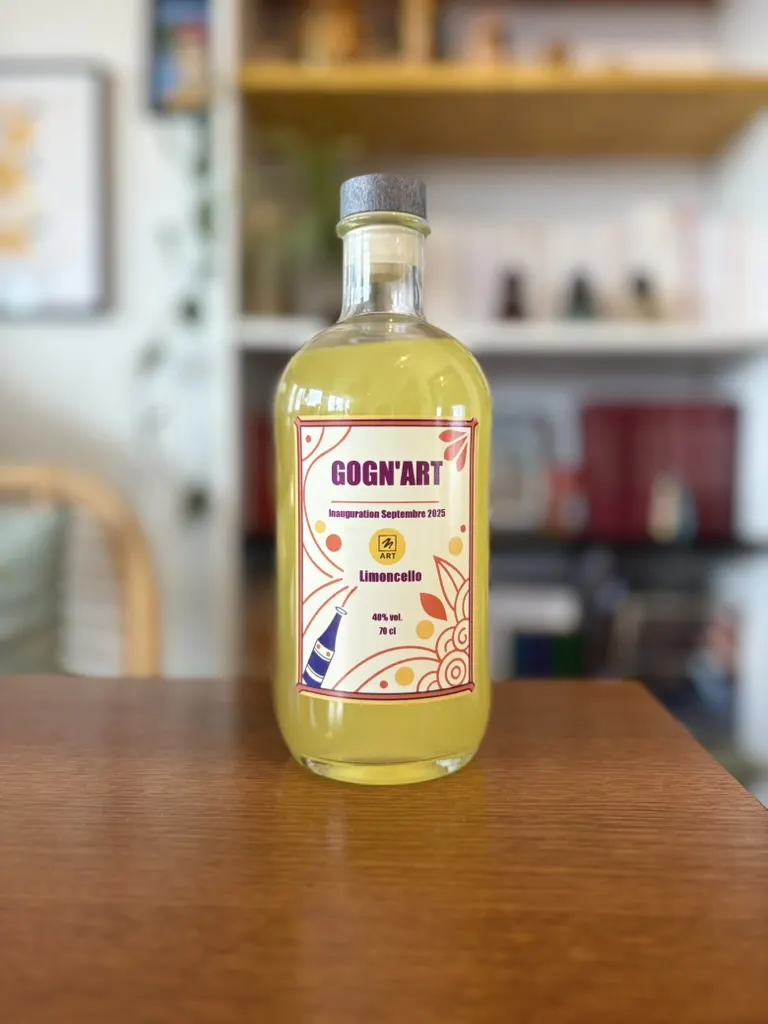 GOGN'ART
Inauguration Septembre 2025
ART
Limoncello
40% vol.
70 cl